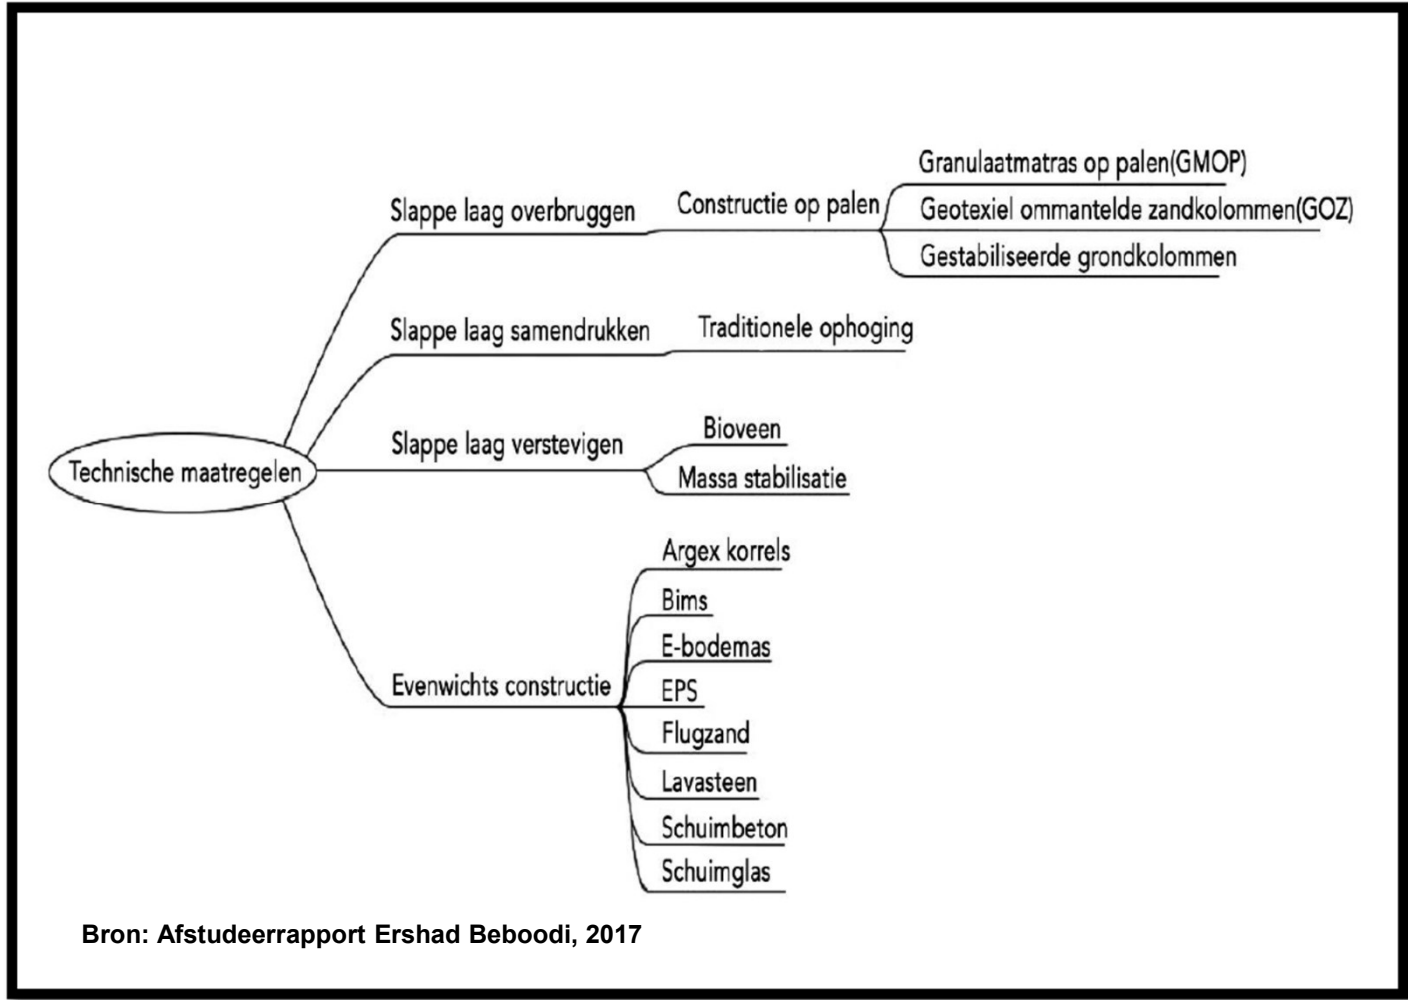 Technische maatregelen
Slappe laag overbruggen
Constructie op palen
Granulaatmatras op palen(GMOP)
Geotexiel ommantelde zandkolommen(GOZ)
Gestabiliseerde grondkolommen
Slappe laag samendrukken
Traditionele ophoging
Slappe laag verstevigen
Bioveen
Massa stabilisatie
Evenwichts constructie
Argex korrels
Bims
E-bodemas
EPS
Flugzand
Lavasteen
Schuimbeton
Schuimglas
Bron: Afstudeerrapport Ershad Beboodi, 2017